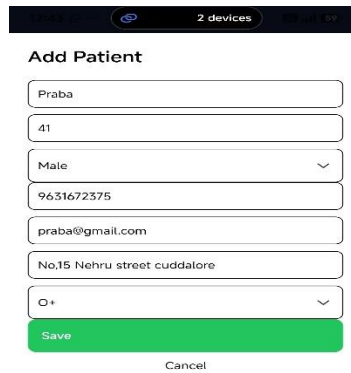 2 devices
Add Patient
Praba
41
Male
9631672375
praba@gmail.com
No,15 Nehru street cuddalore
O+
Save
Cancel